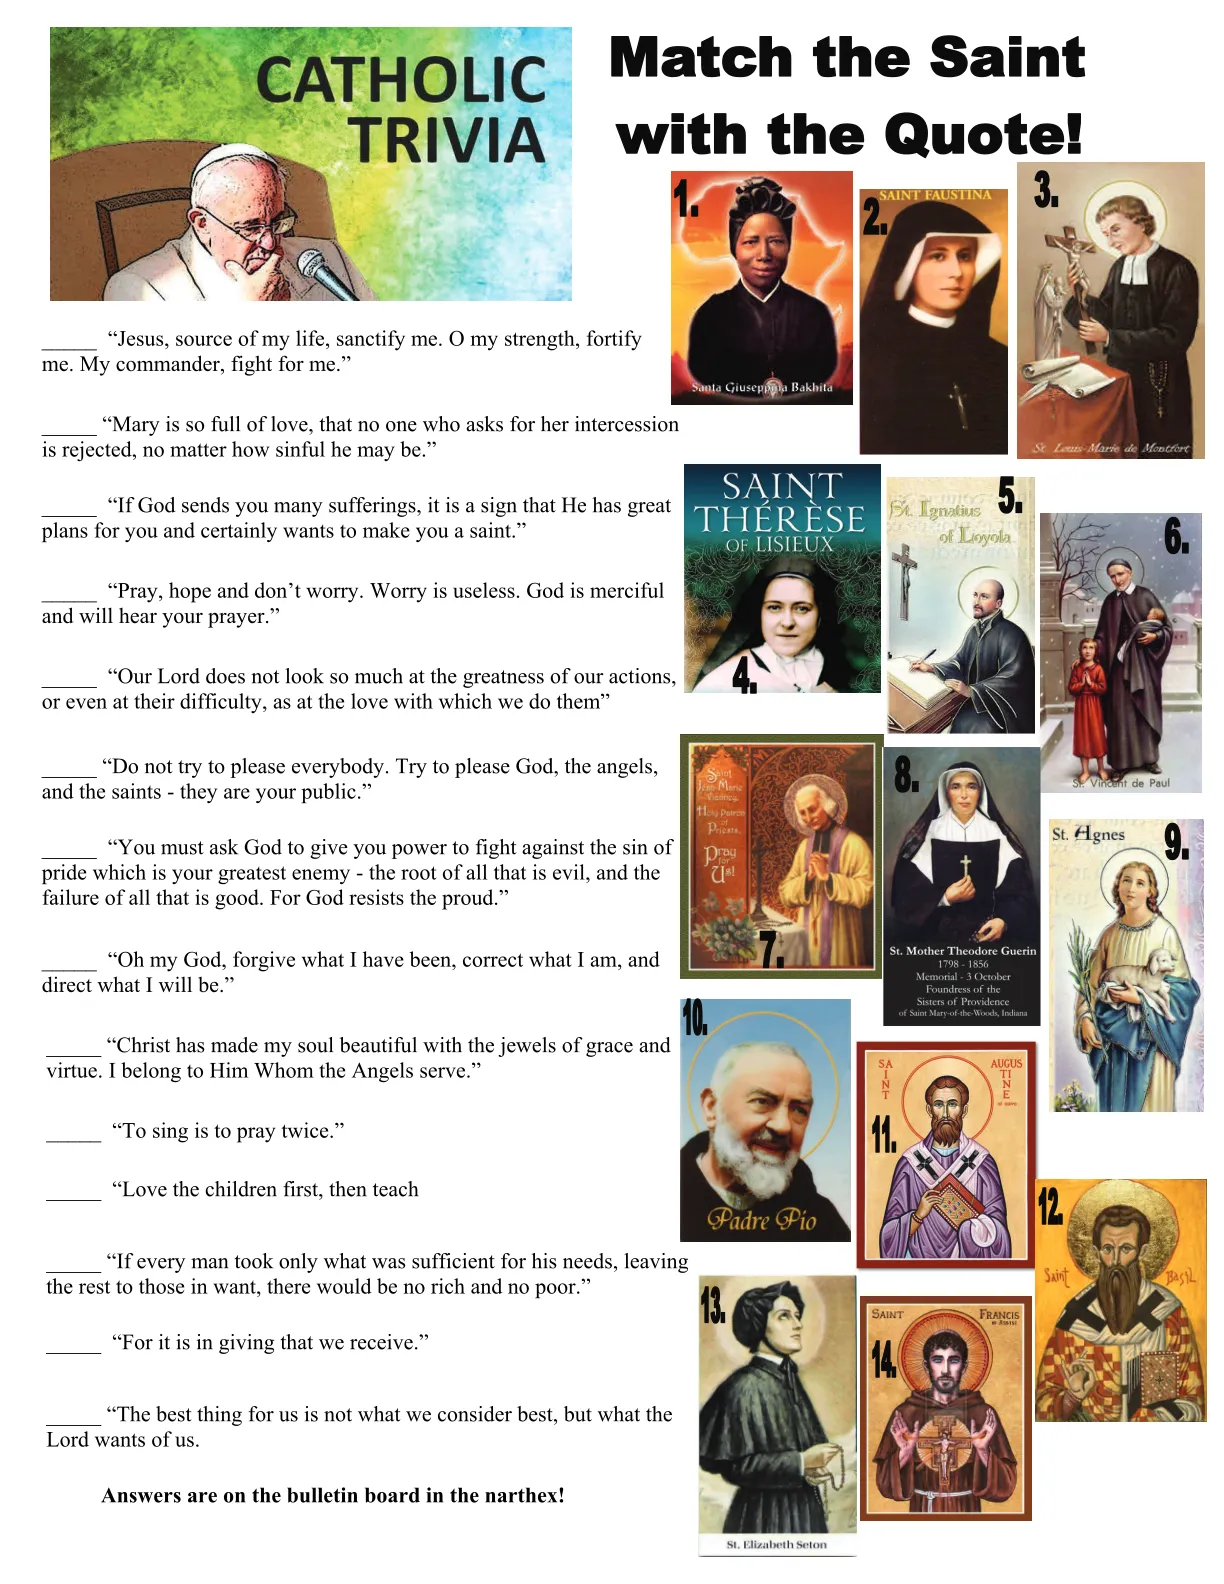 CATHOLIC
TRIVIA
Match the Saint
with the Quote!
_____ “Jesus, source of my life, sanctify me. O my strength, fortify
me. My commander, fight for me.”
_____ “Mary is so full of love, that no one who asks for her intercession
is rejected, no matter how sinful he may be.”
_____ “If God sends you many sufferings, it is a sign that He has great
plans for you and certainly wants to make you a saint.”
_____ “Pray, hope and don’t worry. Worry is useless. God is merciful
and will hear your prayer.”
_____ “Our Lord does not look so much at the greatness of our actions,
or even at their difficulty, as at the love with which we do them”
_____ “Do not try to please everybody. Try to please God, the angels,
and the saints - they are your public.”
_____ “You must ask God to give you power to fight against the sin of
pride which is your greatest enemy - the root of all that is evil, and the
failure of all that is good. For God resists the proud.”
_____ “Oh my God, forgive what I have been, correct what I am, and
direct what I will be.”
_____ “Christ has made my soul beautiful with the jewels of grace and
virtue. I belong to Him Whom the Angels serve.”
_____ “To sing is to pray twice.”
_____ “Love the children first, then teach
_____ “If every man took only what was sufficient for his needs, leaving
the rest to those in want, there would be no rich and no poor.”
_____ “For it is in giving that we receive.”
_____ “The best thing for us is not what we consider best, but what the
Lord wants of us.
Answers are on the bulletin board in the narthex!
1.
Santa Giuseppina Bakhita
2.
SAINT FAUSTINA
3.
St. Louis-Marie de Montfort
SAINT
THÉRÈSE
OF LISIEUX
4.
5.
St. Ignatius
of Loyola
6.
St. Vincent de Paul
Saint
Jean-Marie
Vianney,
Holy Patron
of
Priests,
Pray
for
Us!
7.
8.
St. Mother Theodore Guerin
1798 - 1856
Memorial - 3 October
Foundress of the
Sisters of Providence
of Saint Mary-of-the-Woods, Indiana
St. Agnes
9.
10.
Padre Pio
SAINT
AUGUSTINE
11.
12.
Saint Basil
13.
St. Elizabeth Seton
SAINT FRANCIS
of Assisi
14.